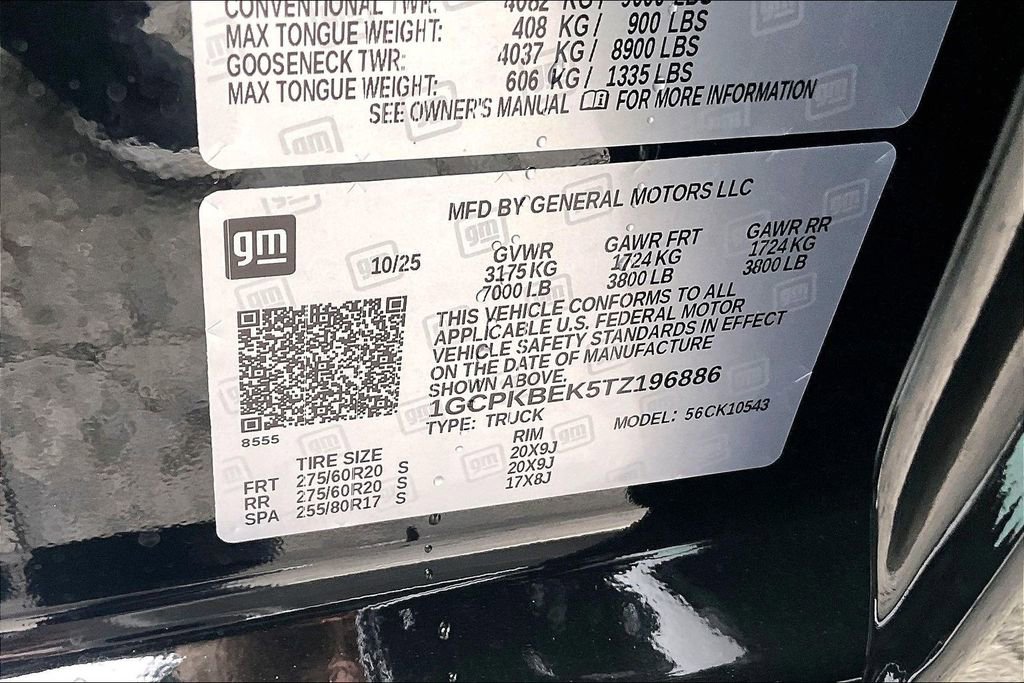 CONVENTIONAL TWR: 4082 KG / 9000 LBS
MAX TONGUE WEIGHT: 408 KG / 900 LBS
GOOSENECK TWR: 4037 KG / 8900 LBS
MAX TONGUE WEIGHT: 606 KG / 1335 LBS
SEE OWNER'S MANUAL FOR MORE INFORMATION
MFD BY GENERAL MOTORS LLC
gm 10/25
GVWR GAWR FRT GAWR RR
3175 KG 1724 KG 1724 KG
7000 LB 3800 LB 3800 LB
THIS VEHICLE CONFORMS TO ALL
APPLICABLE U.S. FEDERAL MOTOR
VEHICLE SAFETY STANDARDS IN EFFECT
ON THE DATE OF MANUFACTURE
SHOWN ABOVE.
1GCPKBEK5TZ196886
TYPE: TRUCK MODEL: 56CK10543
8555
TIRE SIZE RIM
FRT 275/60R20 S 20X9J
RR 275/60R20 S 20X9J
SPA 255/80R17 S 17X8J